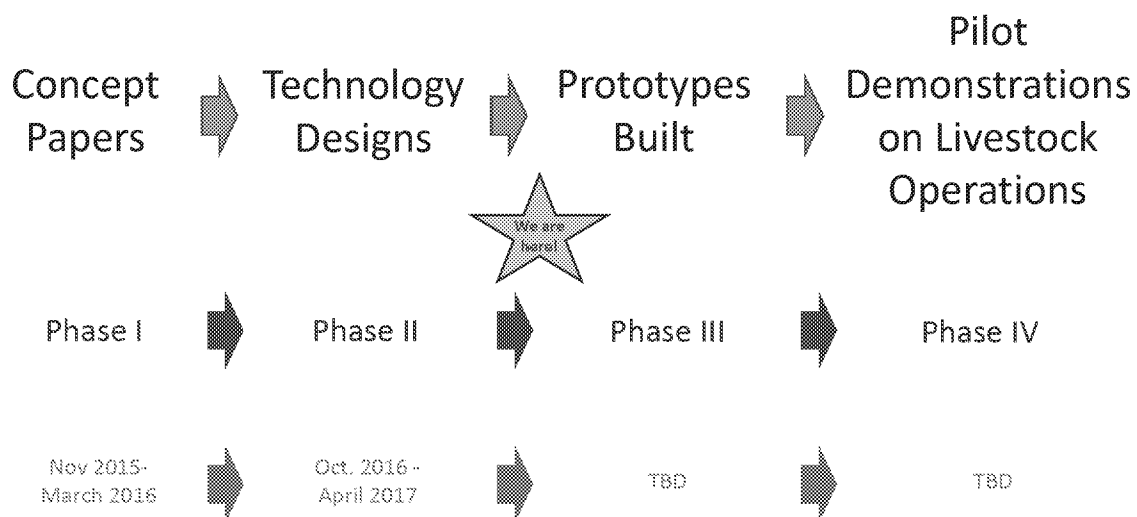 Concept
Papers
Technology
Designs
Prototypes
Built
Pilot
Demonstrations
on Livestock
Operations
We are
here!
Phase I
Phase II
Phase III
Phase IV
Nov 2015-
March 2016
Oct. 2016 -
April 2017
TBD
TBD